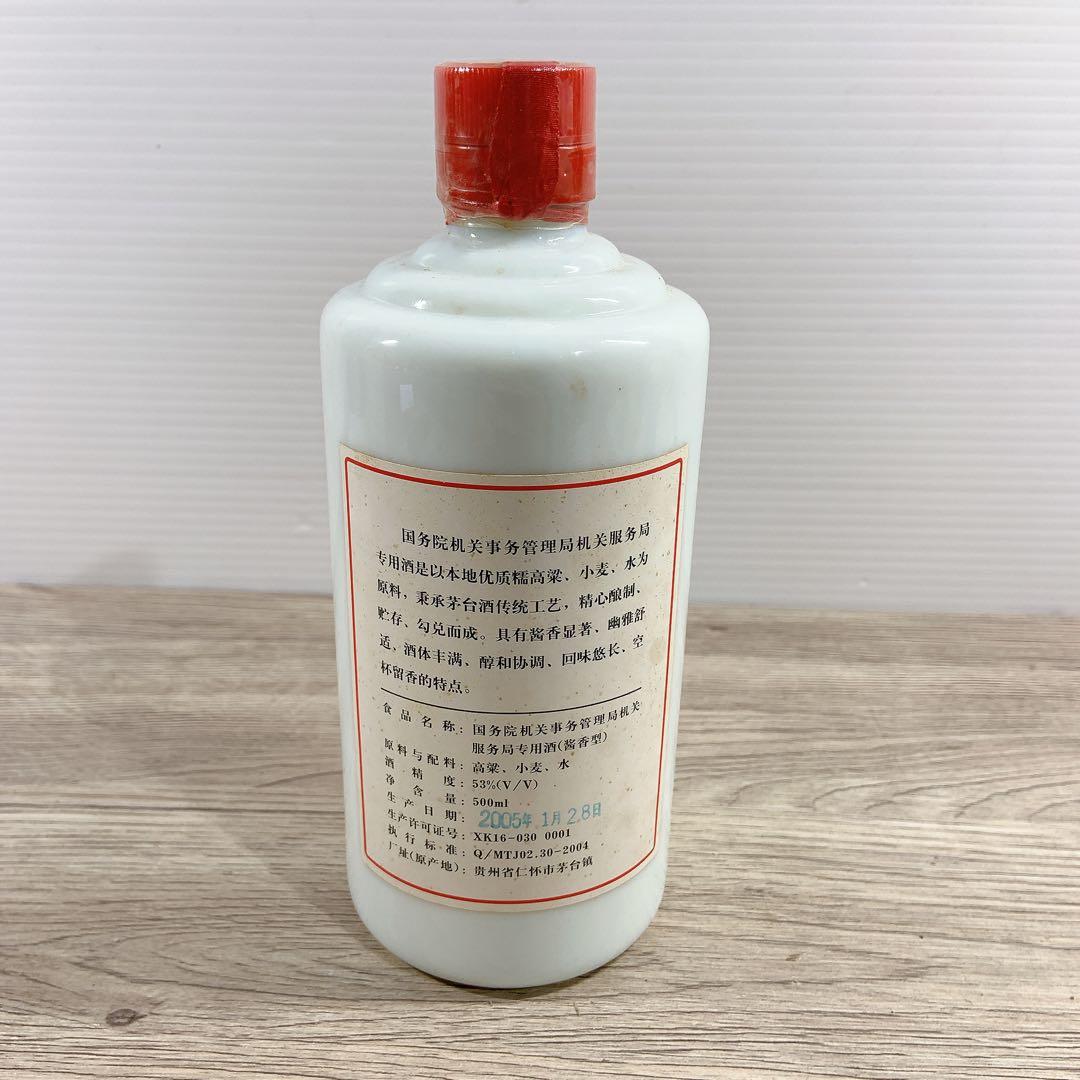 国务院机关事务管理局机关服务局
专用酒是以本地优质糯高粱、小麦、水为
原料，秉承茅台酒传统工艺，精心酿制、
贮存、勾兑而成。具有酱香显著、幽雅舒
适，酒体丰满、醇和协调、回味悠长、空
杯留香的特点。
食品名称：国务院机关事务管理局机关
服务局专用酒(酱香型)
原料与配料：高粱、小麦、水
酒精度：53%(V/V)
净含量：500ml
生产日期：2005年1月28日
生产许可证号：XK16-030 0001
执行标准：Q/MTJ02.30-2004
厂址(原产地)：贵州省仁怀市茅台镇